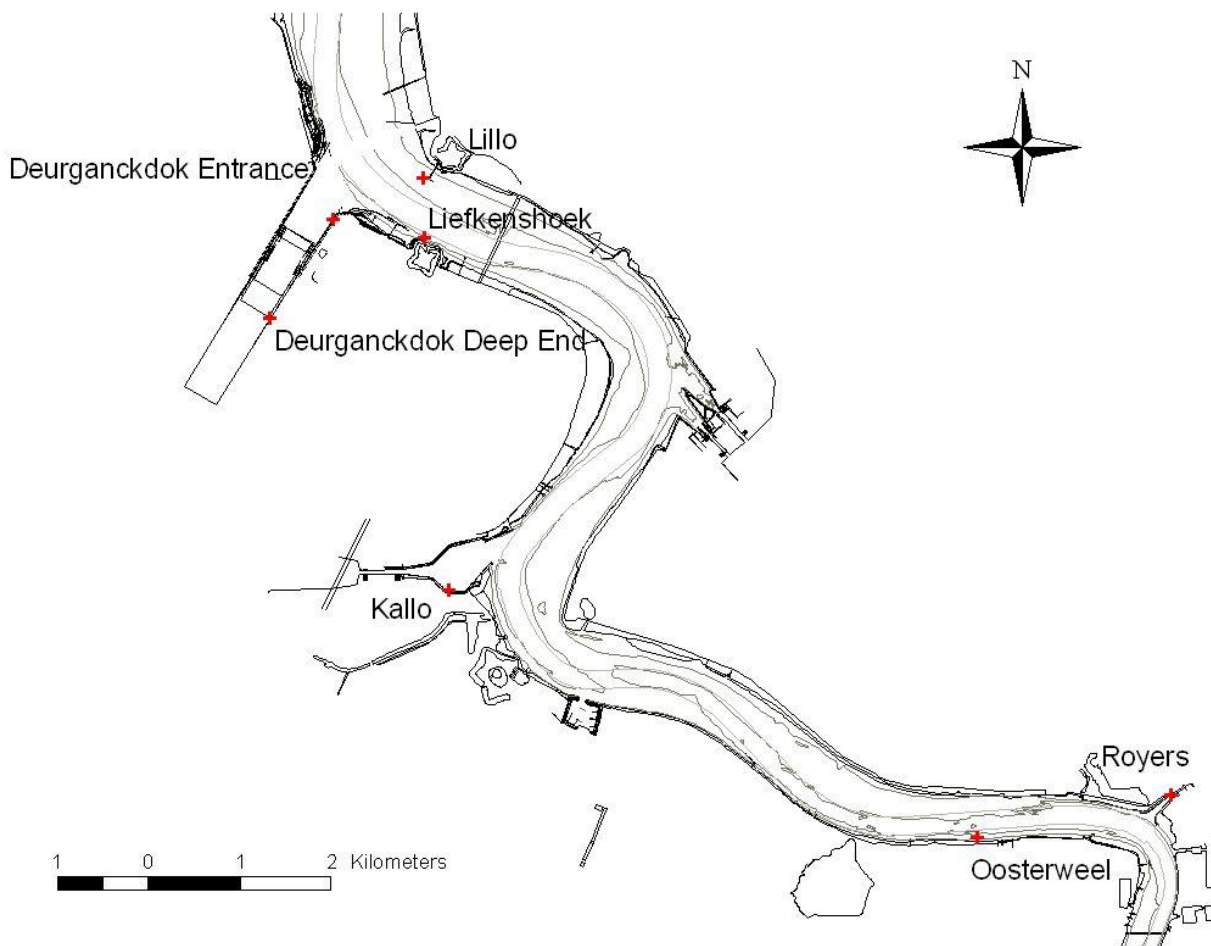 N
Lillo
Deurganckdok Entrance
Liefkenshoek
Deurganckdok Deep End
Kallo
Royers
1 0 1 2 Kilometers
Oosterweel